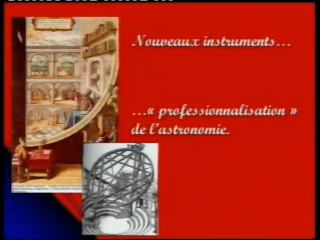 Nouveaux instruments...
...« professionnalisation »
de l'astronomie.